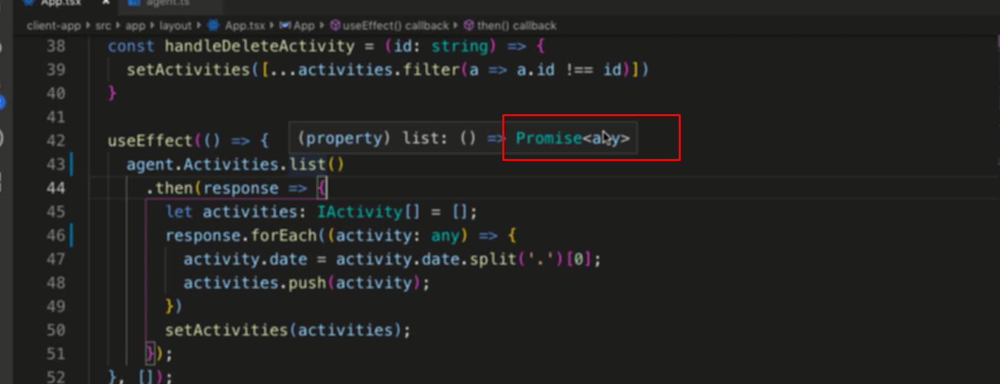 App.tsx × agent.ts
client-app › src › app › layout › App.tsx › App › useEffect() callback › then() callback
38 const handleDeleteActivity = (id: string) => {
39 setActivities([...activities.filter(a => a.id !== id)])
40 }
41
42 useEffect(() => { (property) list: () => Promise<any>
43 agent.Activities.list()
44 .then(response => {
45 let activities: IActivity[] = [];
46 response.forEach((activity: any) => {
47 activity.date = activity.date.split('.')[0];
48 activities.push(activity);
49 })
50 setActivities(activities);
51 });
52 }, []);